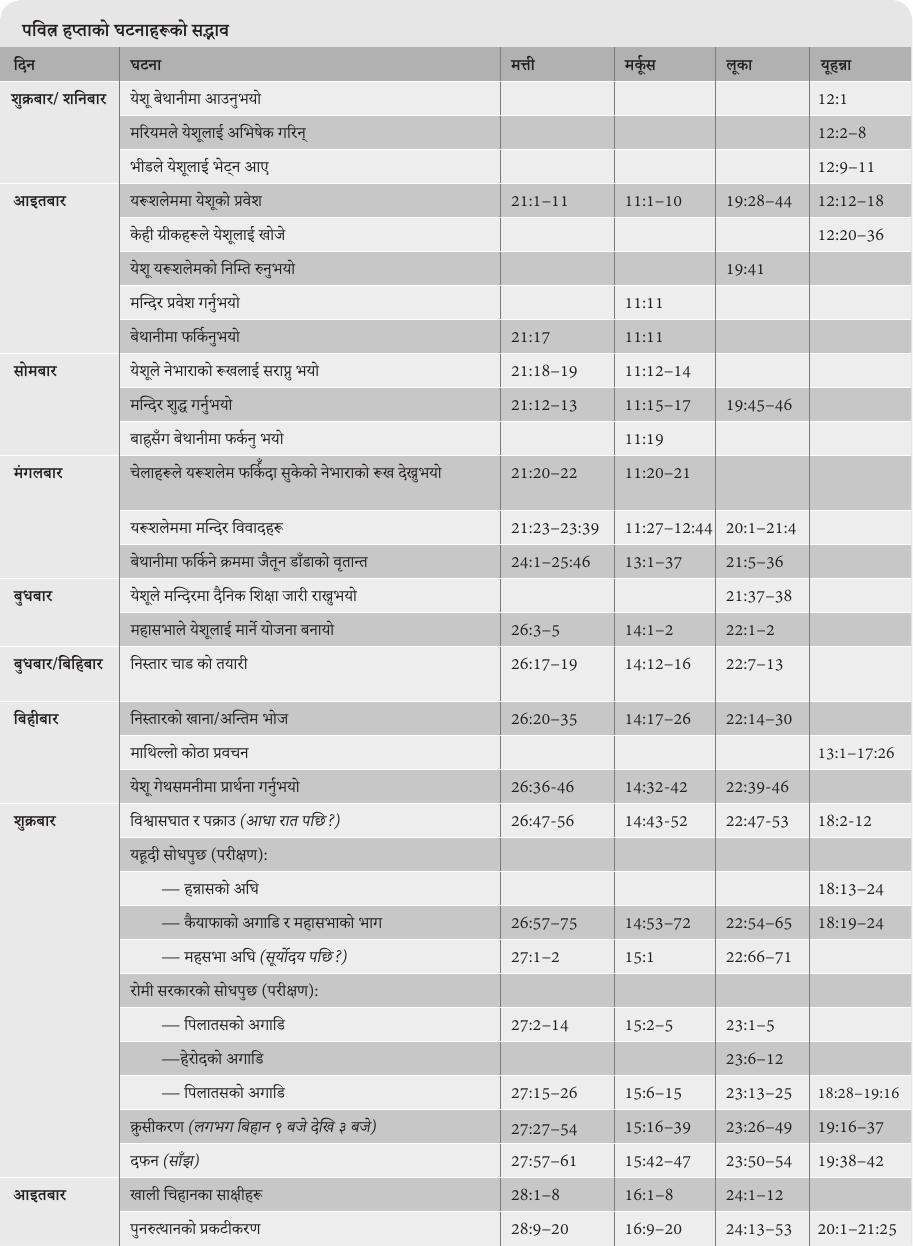 पवित्र हप्ताको घटनाहरूको सद्भाव
दिन घटना मत्ती मर्कूस लूका यूहन्ना
शुक्रबार/ शनिबार येशू बेथानीमा आउनुभयो 12:1
मरियमले येशूलाई अभिषेक गरिन् 12:2–8
भीडले येशूलाई भेट्न आए 12:9–11
आइतबार यरूशलेममा येशूको प्रवेश 21:1–11 11:1–10 19:28–44 12:12–18
केही ग्रीकहरूले येशूलाई खोजे 12:20–36
येशू यरूशलेमको निम्ति रुनुभयो 19:41
मन्दिर प्रवेश गर्नुभयो 11:11
बेथानीमा फर्किनुभयो 21:17 11:11
सोमबार येशूले नेभाराको रूखलाई सराप्नु भयो 21:18–19 11:12–14
मन्दिर शुद्ध गर्नुभयो 21:12–13 11:15–17 19:45–46
बाह्रसँग बेथानीमा फर्कनु भयो 11:19
मंगलबार चेलाहरूले यरूशलेम फर्किँदा सुकेको नेभाराको रूख देख्नुभयो 21:20–22 11:20–21
यरूशलेममा मन्दिर विवादहरू 21:23–23:39 11:27–12:44 20:1–21:4
बेथानीमा फर्किने क्रममा जैतून डाँडाको वृतान्त 24:1–25:46 13:1–37 21:5–36
बुधबार येशूले मन्दिरमा दैनिक शिक्षा जारी राख्नुभयो 21:37–38
महासभाले येशूलाई मार्ने योजना बनायो 26:3–5 14:1–2 22:1–2
बुधबार/बिहिबार निस्तार चाड को तयारी 26:17–19 14:12–16 22:7–13
बिहीबार निस्तारको खाना/अन्तिम भोज 26:20–35 14:17–26 22:14–30
माथिल्लो कोठा प्रवचन 13:1–17:26
येशू गेथसमनीमा प्रार्थना गर्नुभयो 26:36-46 14:32-42 22:39-46
शुक्रबार विश्वासघात र पक्राउ (आधा रात पछि?) 26:47-56 14:43-52 22:47-53 18:2-12
यहूदी सोधपुछ (परीक्षण):
— हन्नासको अघि 18:13–24
— कैयाफाको अगाडि र महासभाको भाग 26:57–75 14:53–72 22:54–65 18:19–24
— महसभा अघि (सूर्योदय पछि?) 27:1–2 15:1 22:66–71
रोमी सरकारको सोधपुछ (परीक्षण):
— पिलातसको अगाडि 27:2–14 15:2–5 23:1–5
—हेरोदको अगाडि 23:6–12
— पिलातसको अगाडि 27:15–26 15:6–15 23:13–25 18:28–19:16
क्रुसीकरण (लगभग बिहान ९ बजे देखि ३ बजे) 27:27–54 15:16–39 23:26–49 19:16–37
दफन (साँझ) 27:57–61 15:42–47 23:50–54 19:38–42
आइतबार खाली चिहानका साक्षीहरू 28:1–8 16:1–8 24:1–12
पुनरुत्थानको प्रकटीकरण 28:9–20 16:9–20 24:13–53 20:1–21:25